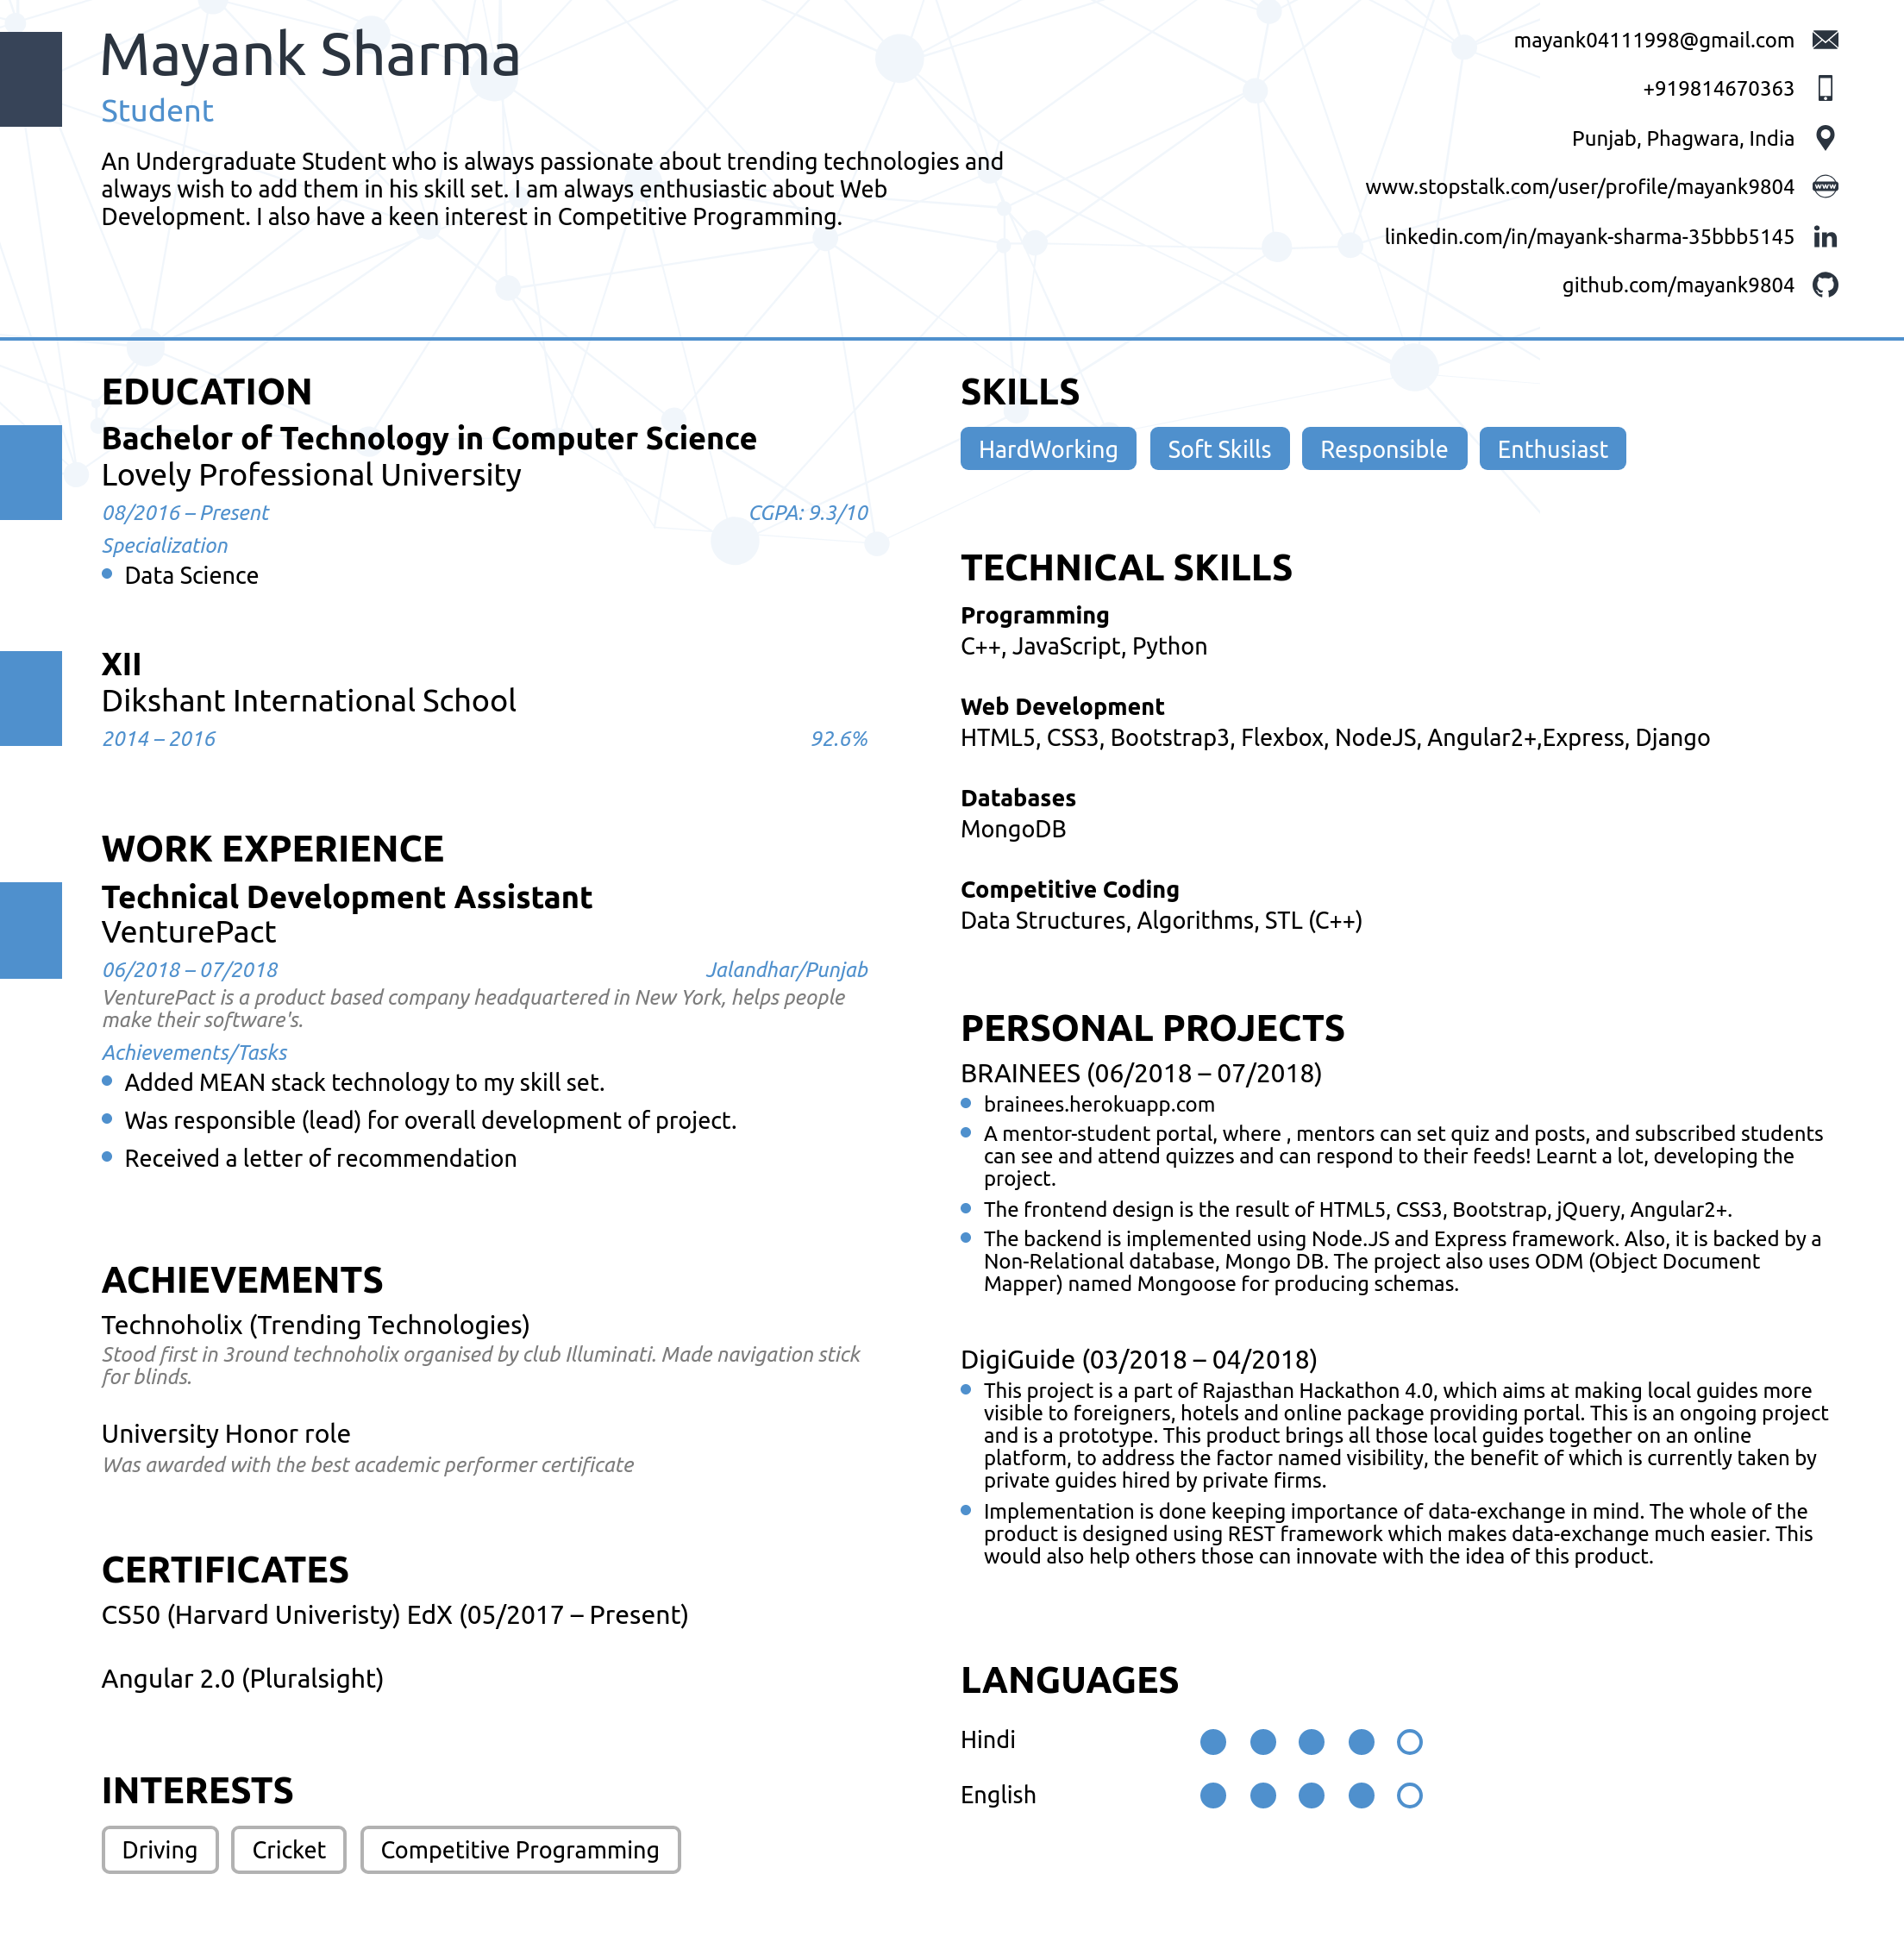 Mayank Sharma
Student
An Undergraduate Student who is always passionate about trending technologies and
always wish to add them in his skill set. I am always enthusiastic about Web
Development. I also have a keen interest in Competitive Programming.
mayank04111998@gmail.com
+919814670363
Punjab, Phagwara, India
www.stopstalk.com/user/profile/mayank9804
linkedin.com/in/mayank-sharma-35bbb5145
github.com/mayank9804
EDUCATION
Bachelor of Technology in Computer Science
Lovely Professional University
08/2016 – Present CGPA: 9.3/10
Specialization
Data Science
XII
Dikshant International School
2014 – 2016 92.6%
WORK EXPERIENCE
Technical Development Assistant
VenturePact
06/2018 – 07/2018 Jalandhar/Punjab
VenturePact is a product based company headquartered in New York, helps people
make their software's.
Achievements/Tasks
Added MEAN stack technology to my skill set.
Was responsible (lead) for overall development of project.
Received a letter of recommendation
ACHIEVEMENTS
Technoholix (Trending Technologies)
Stood first in 3round technoholix organised by club Illuminati. Made navigation stick
for blinds.
University Honor role
Was awarded with the best academic performer certificate
CERTIFICATES
CS50 (Harvard Univeristy) EdX (05/2017 – Present)
Angular 2.0 (Pluralsight)
INTERESTS
Driving Cricket Competitive Programming
SKILLS
HardWorking Soft Skills Responsible Enthusiast
TECHNICAL SKILLS
Programming
C++, JavaScript, Python
Web Development
HTML5, CSS3, Bootstrap3, Flexbox, NodeJS, Angular2+,Express, Django
Databases
MongoDB
Competitive Coding
Data Structures, Algorithms, STL (C++)
PERSONAL PROJECTS
BRAINEES (06/2018 – 07/2018)
brainees.herokuapp.com
A mentor-student portal, where , mentors can set quiz and posts, and subscribed students
can see and attend quizzes and can respond to their feeds! Learnt a lot, developing the
project.
The frontend design is the result of HTML5, CSS3, Bootstrap, jQuery, Angular2+.
The backend is implemented using Node.JS and Express framework. Also, it is backed by a
Non-Relational database, Mongo DB. The project also uses ODM (Object Document
Mapper) named Mongoose for producing schemas.
DigiGuide (03/2018 – 04/2018)
This project is a part of Rajasthan Hackathon 4.0, which aims at making local guides more
visible to foreigners, hotels and online package providing portal. This is an ongoing project
and is a prototype. This product brings all those local guides together on an online
platform, to address the factor named visibility, the benefit of which is currently taken by
private guides hired by private firms.
Implementation is done keeping importance of data-exchange in mind. The whole of the
product is designed using REST framework which makes data-exchange much easier. This
would also help others those can innovate with the idea of this product.
LANGUAGES
Hindi
English